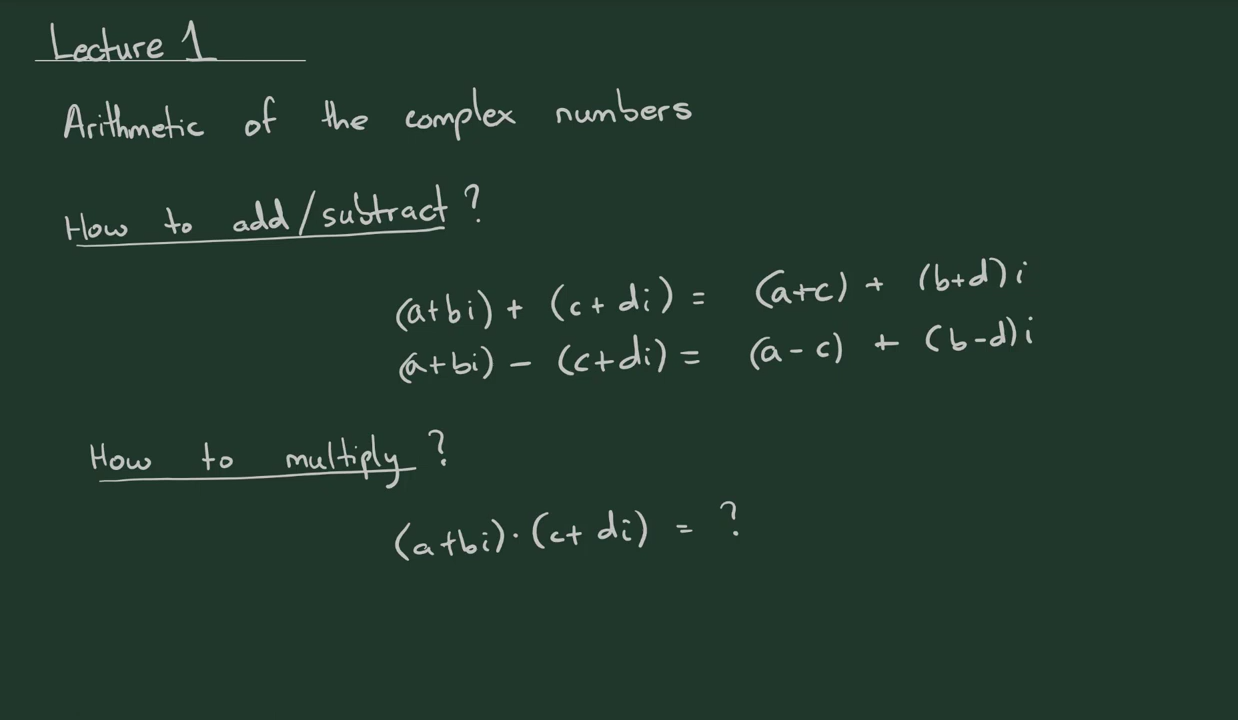 Lecture 1
Arithmetic of the complex numbers
How to add/subtract?
(a+bi) + (c+di) = (a+c) + (b+d)i
(a+bi) - (c+di) = (a-c) + (b-d)i
How to multiply?
(a+bi)·(c+di) = ?